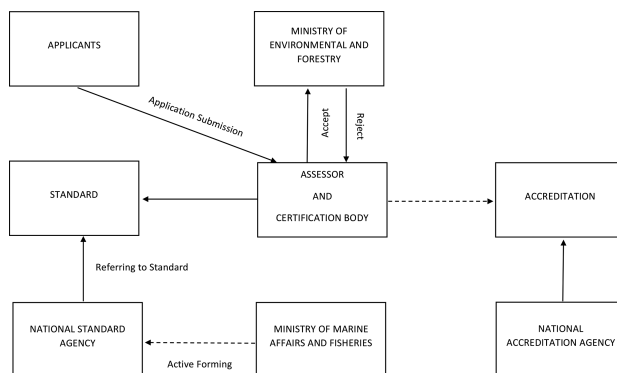 APPLICANTS
MINISTRY OF
ENVIRONMENTAL AND
FORESTRY
Application Submission
Accept
Reject
STANDARD
ASSESSOR
AND
CERTIFICATION BODY
ACCREDITATION
Referring to Standard
NATIONAL STANDARD
AGENCY
Active Forming
MINISTRY OF MARINE
AFFAIRS AND FISHERIES
NATIONAL
ACCREDITATION AGENCY